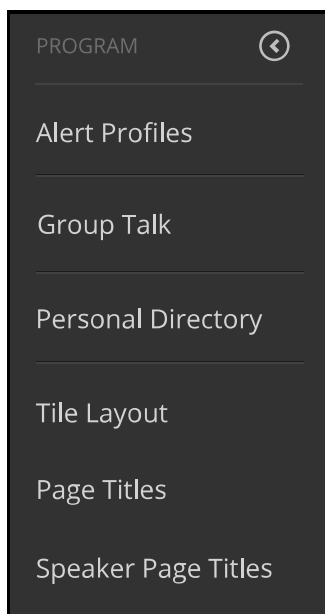 PROGRAM
Alert Profiles
Group Talk
Personal Directory
Tile Layout
Page Titles
Speaker Page Titles